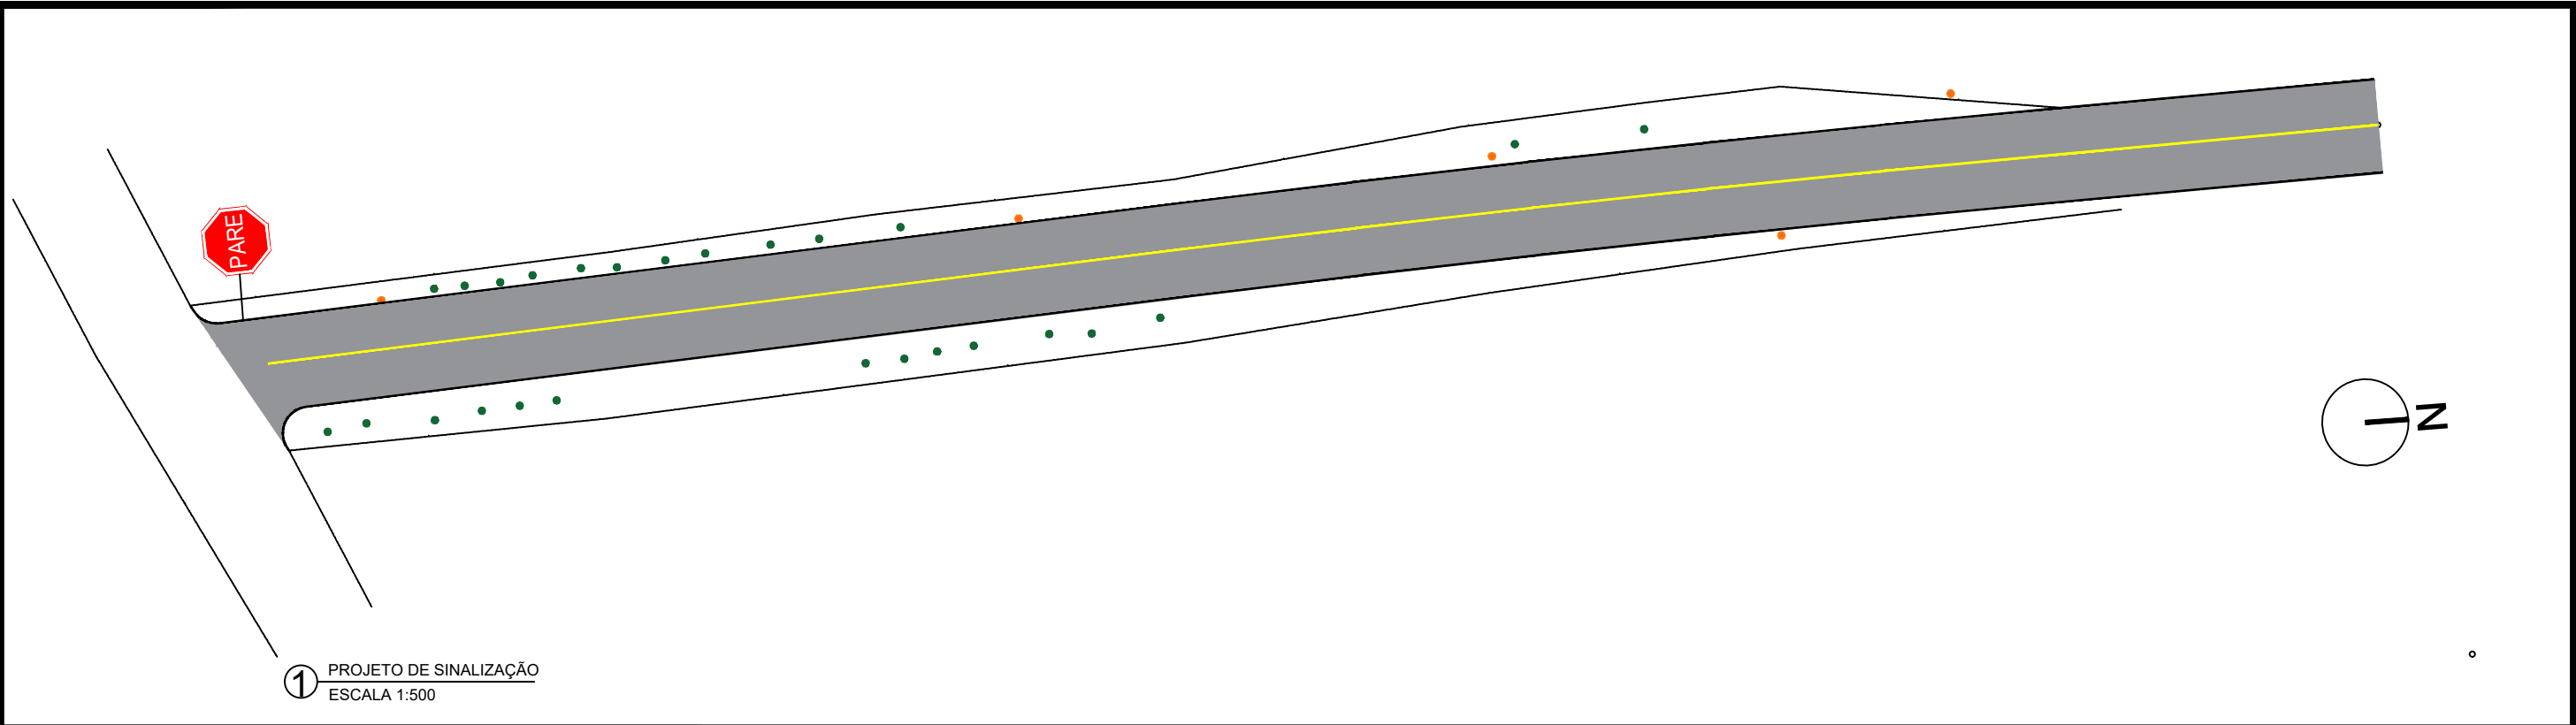 PARE
N
1
PROJETO DE SINALIZAÇÃO
ESCALA 1:500